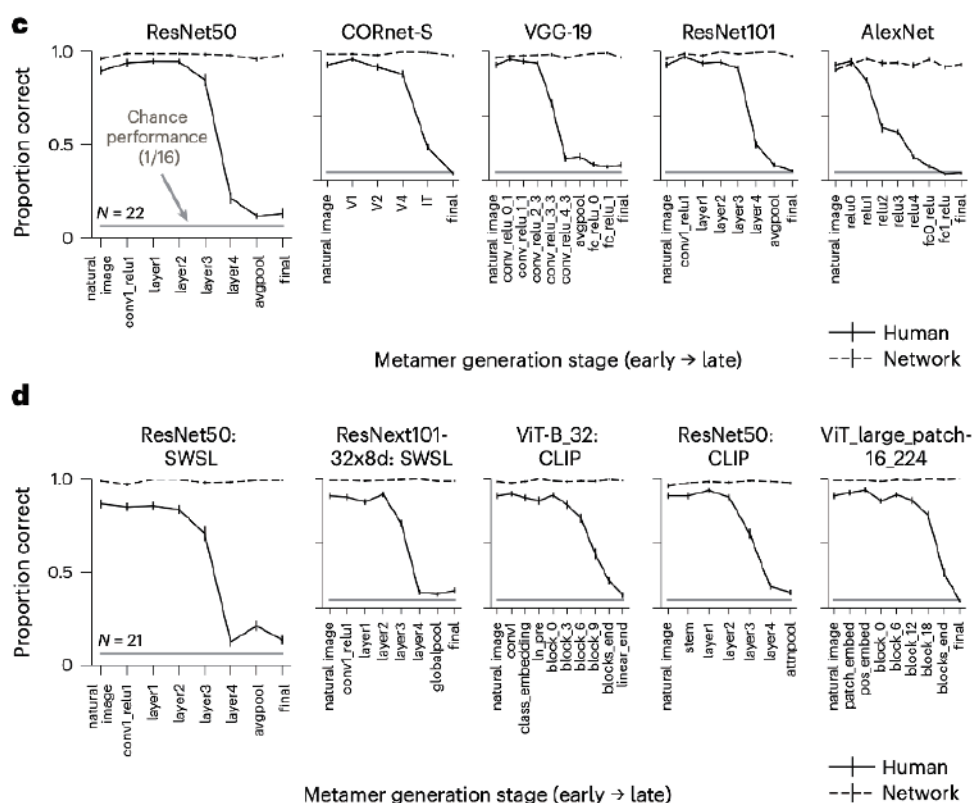 c
ResNet50
CORnet-S
VGG-19
ResNet101
AlexNet
Proportion correct
1.0
0.5
0
Chance
performance
(1/16)
N = 22
natural
image
conv1_relu1
layer1
layer2
layer3
layer4
avgpool
final
natural image
V1
V2
V4
IT
final
natural image
conv_relu_0_1
conv_relu_1_1
conv_relu_2_3
conv_relu_3_3
conv_relu_4_3
avgpool
fc_relu_0
fc_relu_1
final
natural image
conv1_relu1
layer1
layer2
layer3
layer4
avgpool
final
natural image
relu0
relu1
relu2
relu3
relu4
fc0_relu
fc1_relu
final
Human
Network
Metamer generation stage (early → late)
d
ResNet50:
SWSL
ResNext101-
32x8d: SWSL
ViT-B_32:
CLIP
ResNet50:
CLIP
ViT_large_patch-
16_224
Proportion correct
1.0
0.5
0
N = 21
natural
image
conv1_relu1
layer1
layer2
layer3
layer4
avgpool
final
natural image
conv1_relu1
layer1
layer2
layer3
layer4
globalpool
final
natural image
conv1
class_embedding
ln_pre
block_0
block_3
block_6
block_9
blocks_end
linear_end
natural image
stem
layer1
layer2
layer3
layer4
attnpool
natural image
patch_embed
pos_embed
block_0
block_6
block_12
block_18
blocks_end
final
Human
Network
Metamer generation stage (early → late)